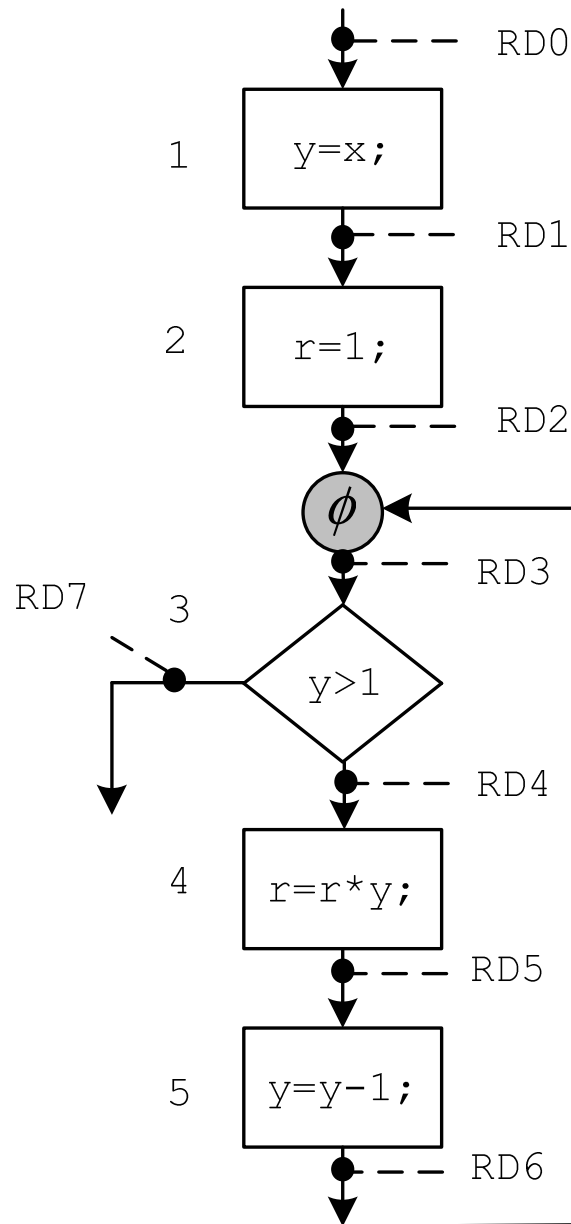 RD0
1 y=x;
RD1
2 r=1;
RD2
ϕ
RD3
RD7 3
y>1
RD4
4 r=r*y;
RD5
5 y=y-1;
RD6